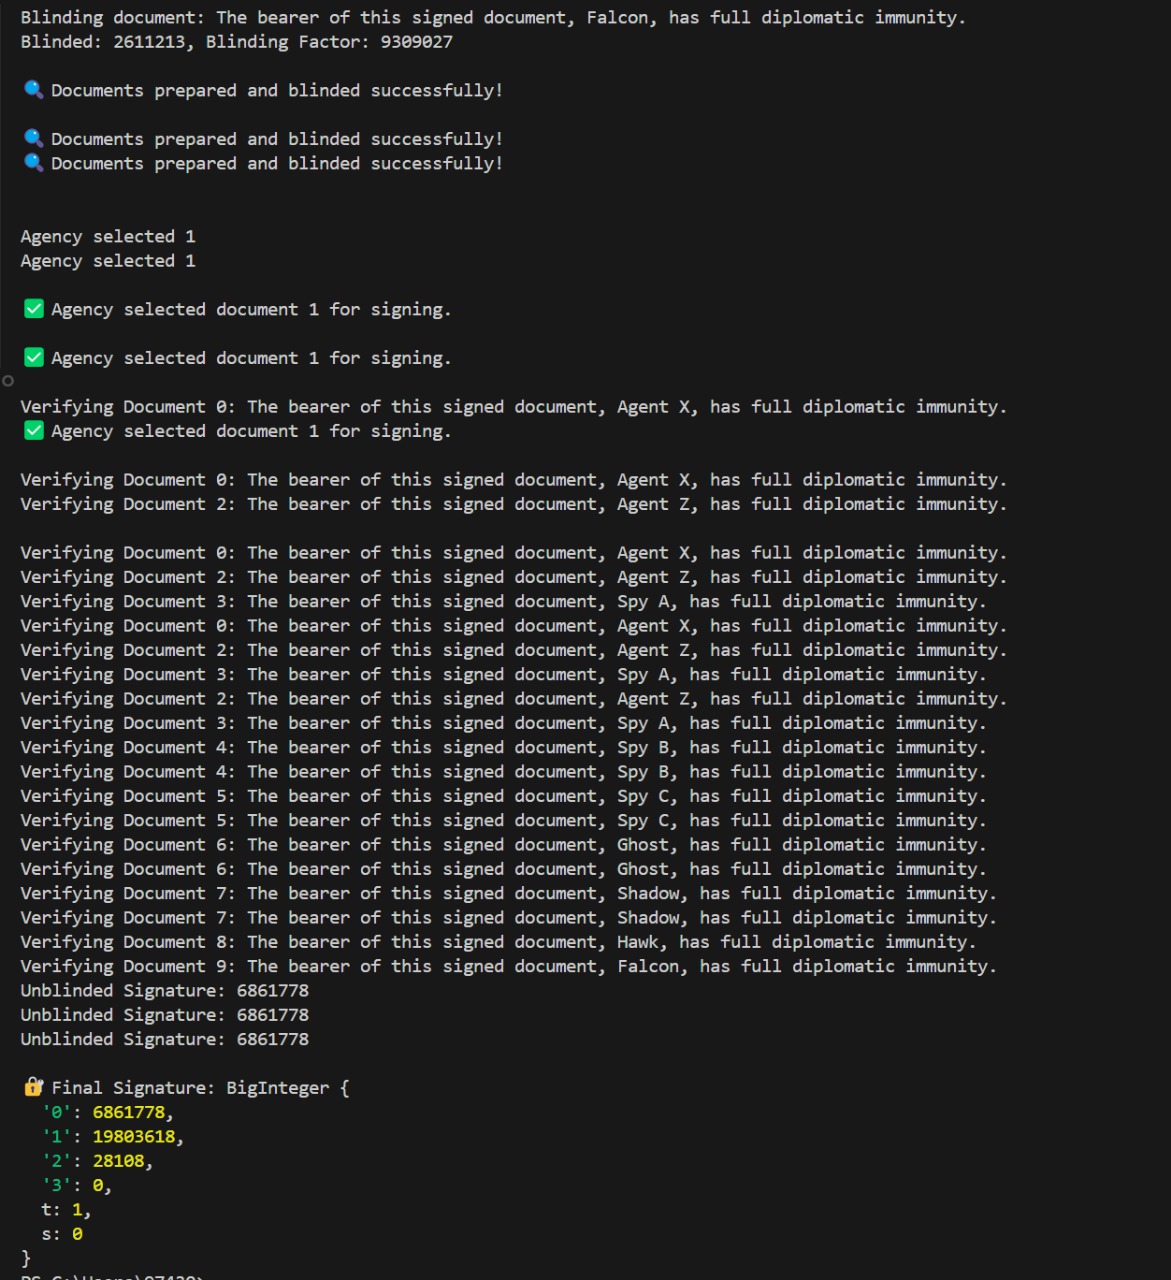 Blinding document: The bearer of this signed document, Falcon, has full diplomatic immunity.
Blinded: 2611213, Blinding Factor: 9309027
Documents prepared and blinded successfully!
Documents prepared and blinded successfully!
Documents prepared and blinded successfully!
Agency selected 1
Agency selected 1
Agency selected document 1 for signing.
Agency selected document 1 for signing.
Verifying Document 0: The bearer of this signed document, Agent X, has full diplomatic immunity.
Agency selected document 1 for signing.
Verifying Document 0: The bearer of this signed document, Agent X, has full diplomatic immunity.
Verifying Document 2: The bearer of this signed document, Agent Z, has full diplomatic immunity.
Verifying Document 0: The bearer of this signed document, Agent X, has full diplomatic immunity.
Verifying Document 2: The bearer of this signed document, Agent Z, has full diplomatic immunity.
Verifying Document 3: The bearer of this signed document, Spy A, has full diplomatic immunity.
Verifying Document 0: The bearer of this signed document, Agent X, has full diplomatic immunity.
Verifying Document 2: The bearer of this signed document, Agent Z, has full diplomatic immunity.
Verifying Document 3: The bearer of this signed document, Spy A, has full diplomatic immunity.
Verifying Document 2: The bearer of this signed document, Agent Z, has full diplomatic immunity.
Verifying Document 3: The bearer of this signed document, Spy A, has full diplomatic immunity.
Verifying Document 4: The bearer of this signed document, Spy B, has full diplomatic immunity.
Verifying Document 4: The bearer of this signed document, Spy B, has full diplomatic immunity.
Verifying Document 5: The bearer of this signed document, Spy C, has full diplomatic immunity.
Verifying Document 5: The bearer of this signed document, Spy C, has full diplomatic immunity.
Verifying Document 6: The bearer of this signed document, Ghost, has full diplomatic immunity.
Verifying Document 6: The bearer of this signed document, Ghost, has full diplomatic immunity.
Verifying Document 7: The bearer of this signed document, Shadow, has full diplomatic immunity.
Verifying Document 7: The bearer of this signed document, Shadow, has full diplomatic immunity.
Verifying Document 8: The bearer of this signed document, Hawk, has full diplomatic immunity.
Verifying Document 9: The bearer of this signed document, Falcon, has full diplomatic immunity.
Unblinded Signature: 6861778
Unblinded Signature: 6861778
Unblinded Signature: 6861778
Final Signature: BigInteger {
'0': 6861778,
'1': 19803618,
'2': 28108,
'3': 0,
t: 1,
s: 0
}